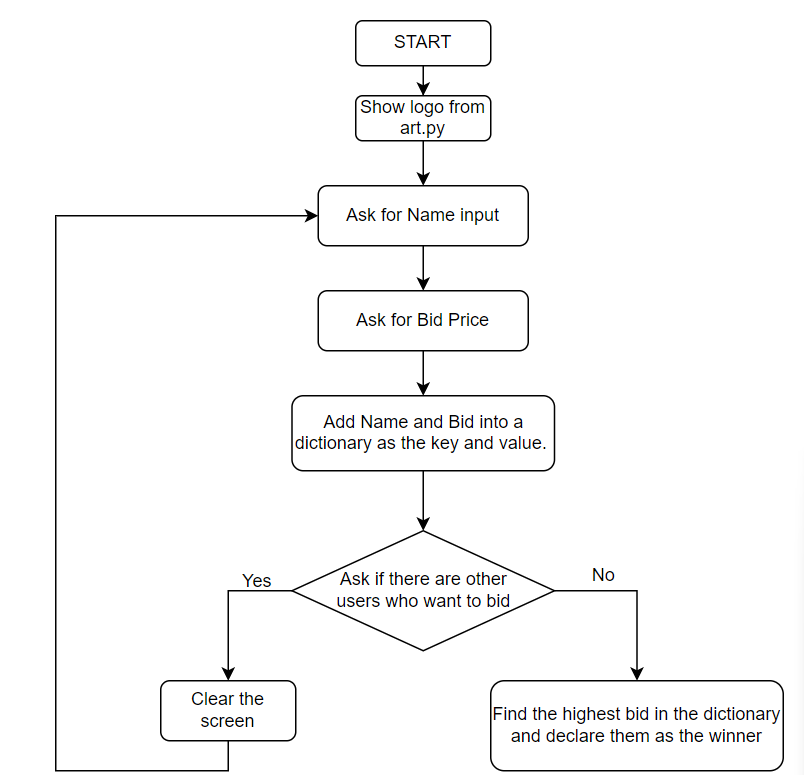 START
Show logo from
art.py
Ask for Name input
Ask for Bid Price
Add Name and Bid into a
dictionary as the key and value.
Ask if there are other
users who want to bid
Yes
No
Clear the
screen
Find the highest bid in the dictionary
and declare them as the winner